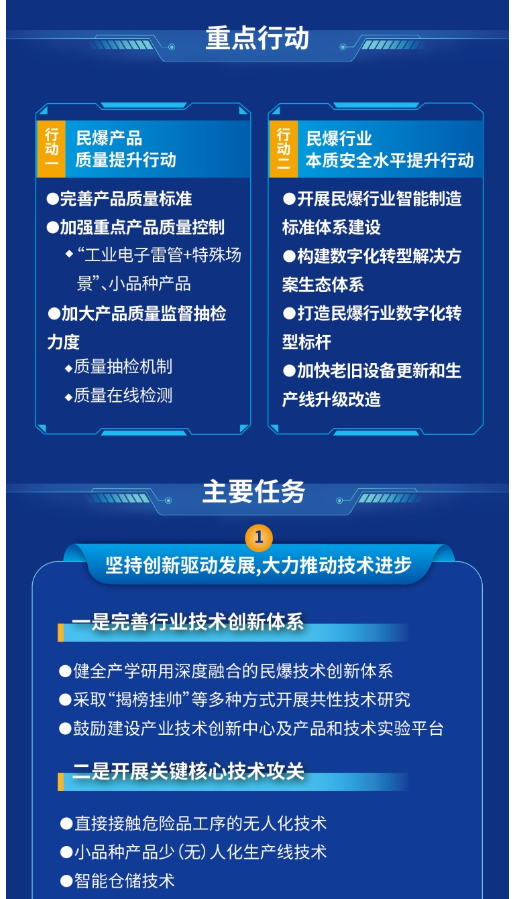 重点行动
行动一
民爆产品
质量提升行动
●完善产品质量标准
●加强重点产品质量控制
◆“工业电子雷管+特殊场
景”、小品种产品
●加大产品质量监督抽检
力度
◆质量抽检机制
◆质量在线检测
行动二
民爆行业
本质安全水平提升行动
●开展民爆行业智能制造
标准体系建设
●构建数字化转型解决方
案生态体系
●打造民爆行业数字化转
型标杆
●加快老旧设备更新和生
产线升级改造
主要任务
1
坚持创新驱动发展,大力推动技术进步
一是完善行业技术创新体系
●健全产学研用深度融合的民爆技术创新体系
●采取“揭榜挂帅”等多种方式开展共性技术研究
●鼓励建设产业技术创新中心及产品和技术实验平台
二是开展关键核心技术攻关
●直接接触危险品工序的无人化技术
●小品种产品少(无)人化生产线技术
●智能仓储技术